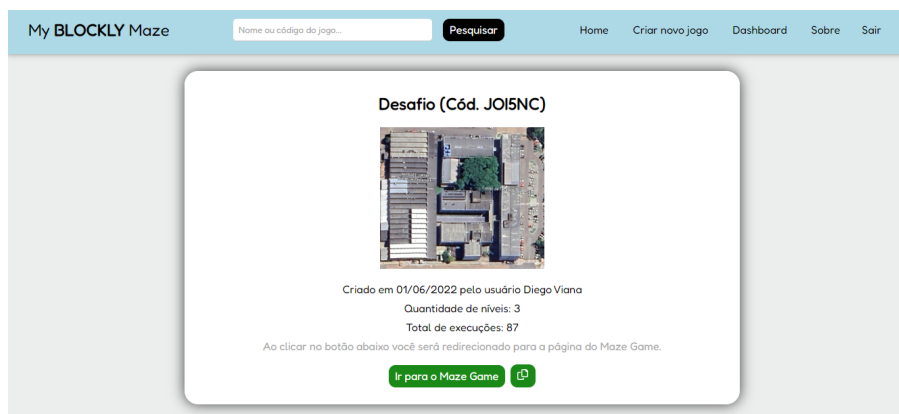 My BLOCKLY Maze
Nome ou código do jogo...
Pesquisar
Home
Criar novo jogo
Dashboard
Sobre
Sair
Desafio (Cód. JOI5NC)
Criado em 01/06/2022 pelo usuário Diego Viana
Quantidade de níveis: 3
Total de execuções: 87
Ao clicar no botão abaixo você será redirecionado para a página do Maze Game.
Ir para o Maze Game